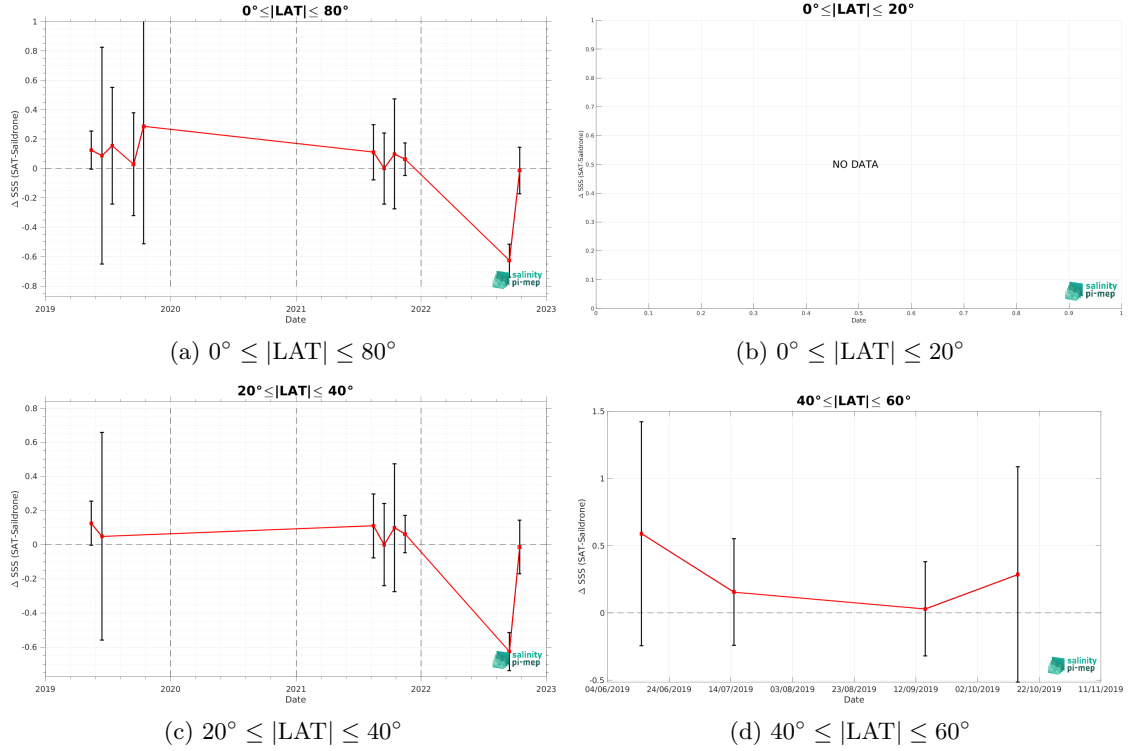 0°≤|LAT|≤ 80°
1
0.8
0.6
0.4
0.2
0
-0.2
-0.4
-0.6
-0.8
Δ SSS (SAT-Saildrone)
2019
2020
2021
2022
2023
Date
salinity
pi-mep
(a) 0° ≤ |LAT| ≤ 80°
0°≤|LAT|≤ 20°
1
0.9
0.8
0.7
0.6
0.5
0.4
0.3
0.2
0.1
0
Δ SSS (SAT-Saildrone)
NO DATA
0
0.1
0.2
0.3
0.4
0.5
0.6
0.7
0.8
0.9
1
Date
salinity
pi-mep
(b) 0° ≤ |LAT| ≤ 20°
20°≤|LAT|≤ 40°
0.8
0.6
0.4
0.2
0
-0.2
-0.4
-0.6
Δ SSS (SAT-Saildrone)
2019
2020
2021
2022
2023
Date
salinity
pi-mep
(c) 20° ≤ |LAT| ≤ 40°
40°≤|LAT|≤ 60°
1.5
1
0.5
0
-0.5
Δ SSS (SAT-Saildrone)
04/06/2019
24/06/2019
14/07/2019
03/08/2019
23/08/2019
12/09/2019
02/10/2019
22/10/2019
11/11/2019
Date
salinity
pi-mep
(d) 40° ≤ |LAT| ≤ 60°